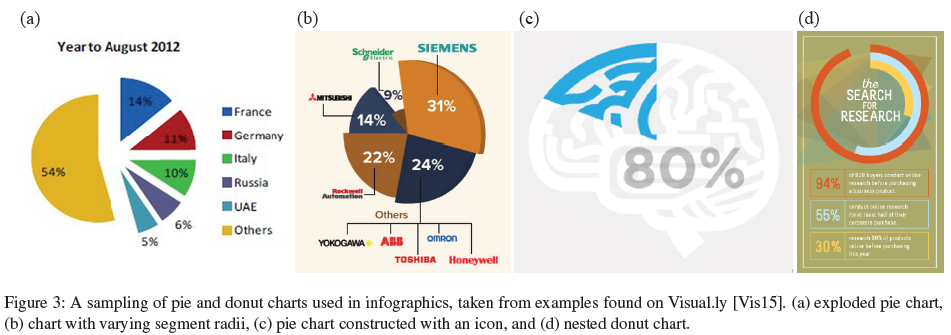 (a)
Year to August 2012
14%
11%
10%
6%
5%
54%
France
Germany
Italy
Russia
UAE
Others
(b)
Schneider
Electric
SIEMENS
MITSUBISHI
9%
31%
14%
22%
24%
Rockwell
Automation
Others
YOKOGAWA
ABB
OMRON
TOSHIBA
Honeywell
(c)
80%
(d)
the
SEARCH
FOR
RESEARCH
94%
of B2B buyers conduct online
research before purchasing
a business product.
55%
conduct online research
for at least half of their
corporate purchase.
30%
research 90% of products
online before purchasing
this year.
Figure 3: A sampling of pie and donut charts used in infographics, taken from examples found on Visual.ly [Vis15]. (a) exploded pie chart,
(b) chart with varying segment radii, (c) pie chart constructed with an icon, and (d) nested donut chart.